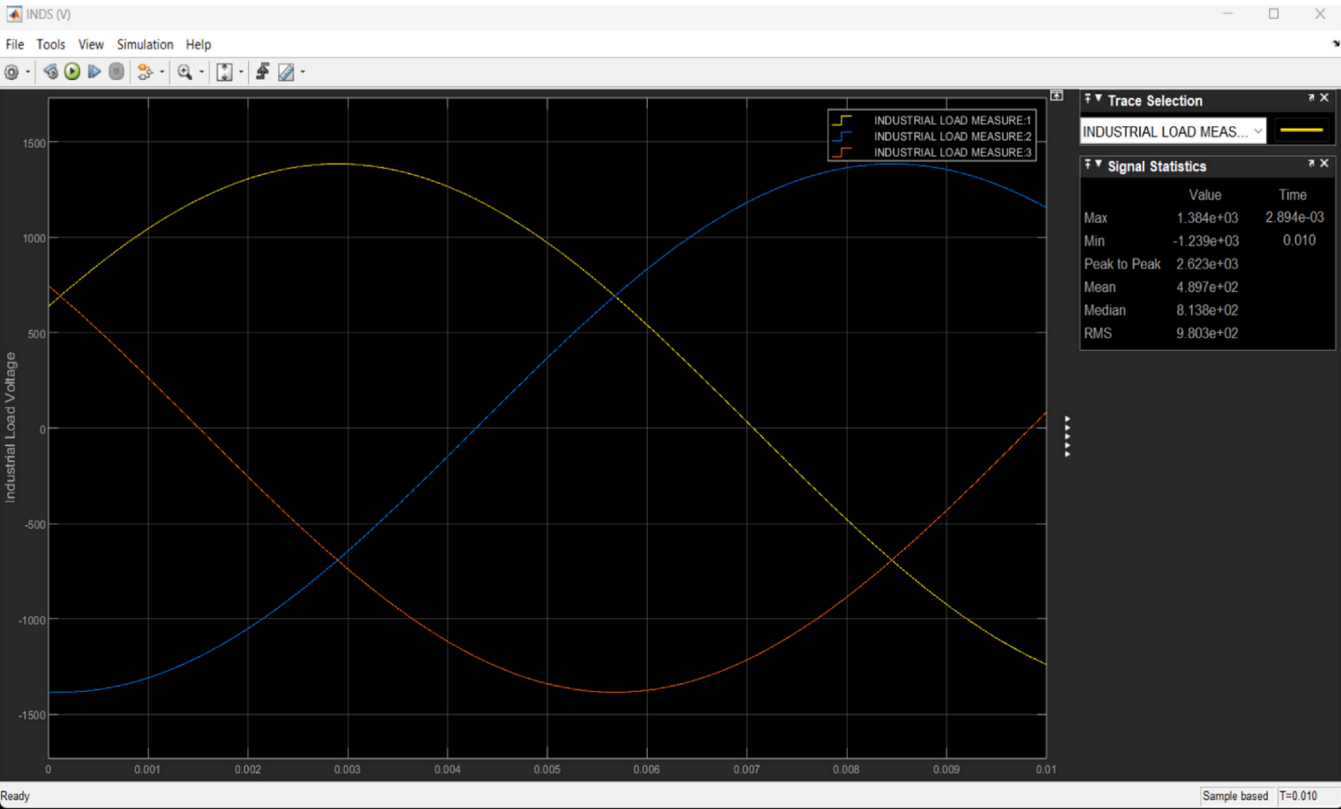 INDS (V)
File Tools View Simulation Help
INDUSTRIAL LOAD MEASURE:1
INDUSTRIAL LOAD MEASURE:2
INDUSTRIAL LOAD MEASURE:3
Industrial Load Voltage
1500
1000
500
0
-500
-1000
-1500
0 0.001 0.002 0.003 0.004 0.005 0.006 0.007 0.008 0.009 0.01
Trace Selection
INDUSTRIAL LOAD MEAS...
Signal Statistics
Value Time
Max 1.384e+03 2.894e-03
Min -1.239e+03 0.010
Peak to Peak 2.623e+03
Mean 4.897e+02
Median 8.138e+02
RMS 9.803e+02
Ready Sample based T=0.010